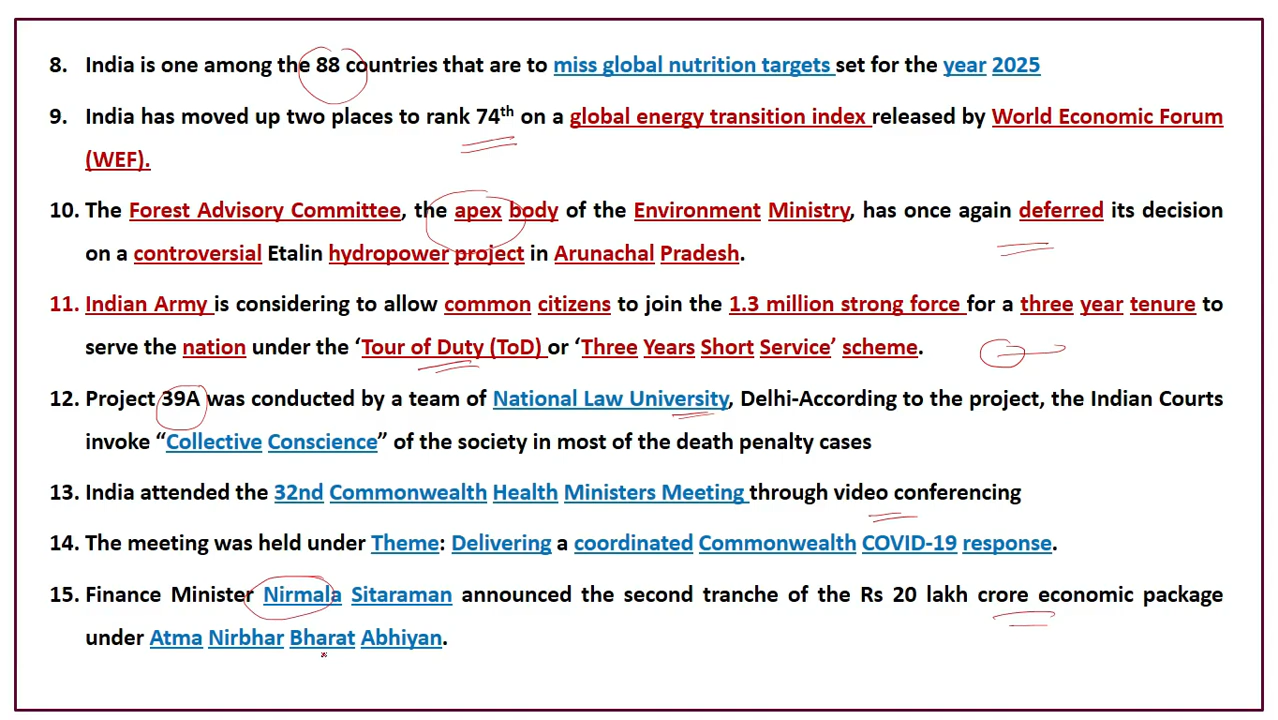 8. India is one among the 88 countries that are to miss global nutrition targets set for the year 2025
9. India has moved up two places to rank 74th on a global energy transition index released by World Economic Forum
(WEF).
10. The Forest Advisory Committee, the apex body of the Environment Ministry, has once again deferred its decision
on a controversial Etalin hydropower project in Arunachal Pradesh.
11. Indian Army is considering to allow common citizens to join the 1.3 million strong force for a three year tenure to
serve the nation under the ‘Tour of Duty (ToD) or ‘Three Years Short Service’ scheme.
12. Project 39A was conducted by a team of National Law University, Delhi-According to the project, the Indian Courts
invoke “Collective Conscience” of the society in most of the death penalty cases
13. India attended the 32nd Commonwealth Health Ministers Meeting through video conferencing
14. The meeting was held under Theme: Delivering a coordinated Commonwealth COVID-19 response.
15. Finance Minister Nirmala Sitaraman announced the second tranche of the Rs 20 lakh crore economic package
under Atma Nirbhar Bharat Abhiyan.